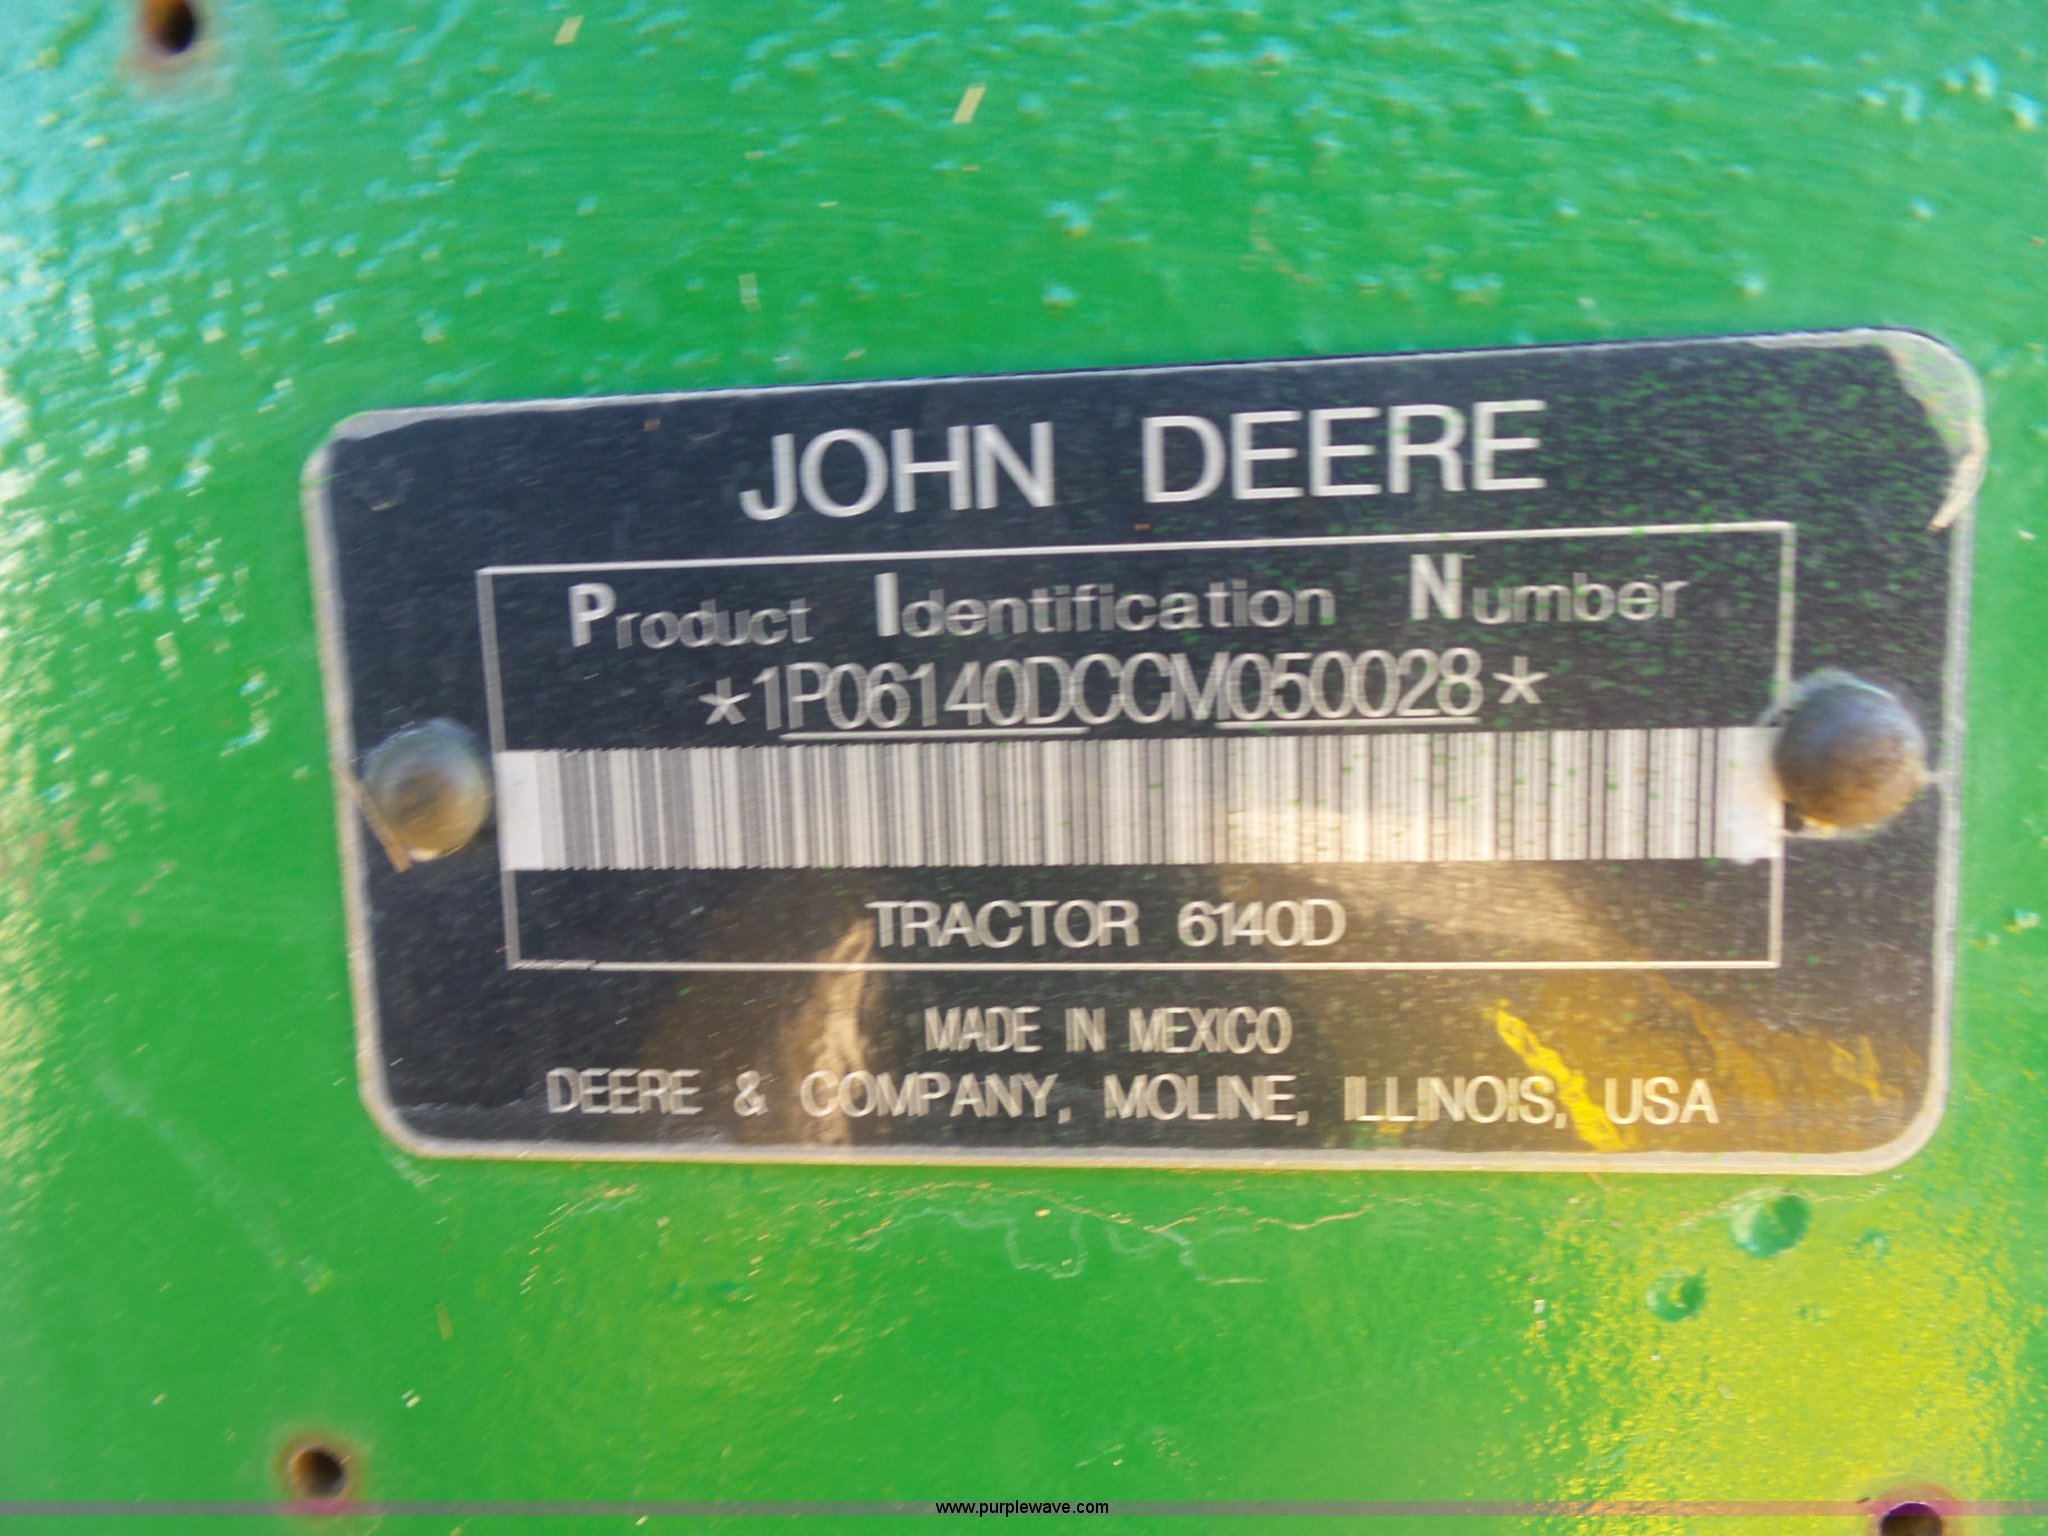 JOHN DEERE
Product Identification Number
*1P06140DCCM050028*
TRACTOR 6140D
MADE IN MEXICO
DEERE & COMPANY, MOLINE, ILLINOIS, USA
www.purplewave.com